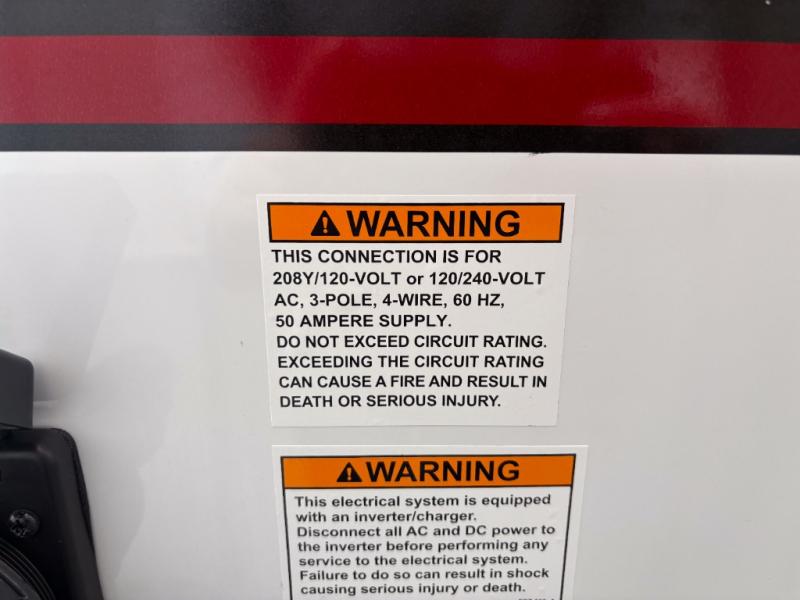 WARNING
THIS CONNECTION IS FOR
208Y/120-VOLT or 120/240-VOLT
AC, 3-POLE, 4-WIRE, 60 HZ,
50 AMPERE SUPPLY.
DO NOT EXCEED CIRCUIT RATING.
EXCEEDING THE CIRCUIT RATING
CAN CAUSE A FIRE AND RESULT IN
DEATH OR SERIOUS INJURY.
WARNING
This electrical system is equipped
with an inverter/charger.
Disconnect all AC and DC power to
the inverter before performing any
service to the electrical system.
Failure to do so can result in shock
causing serious injury or death.